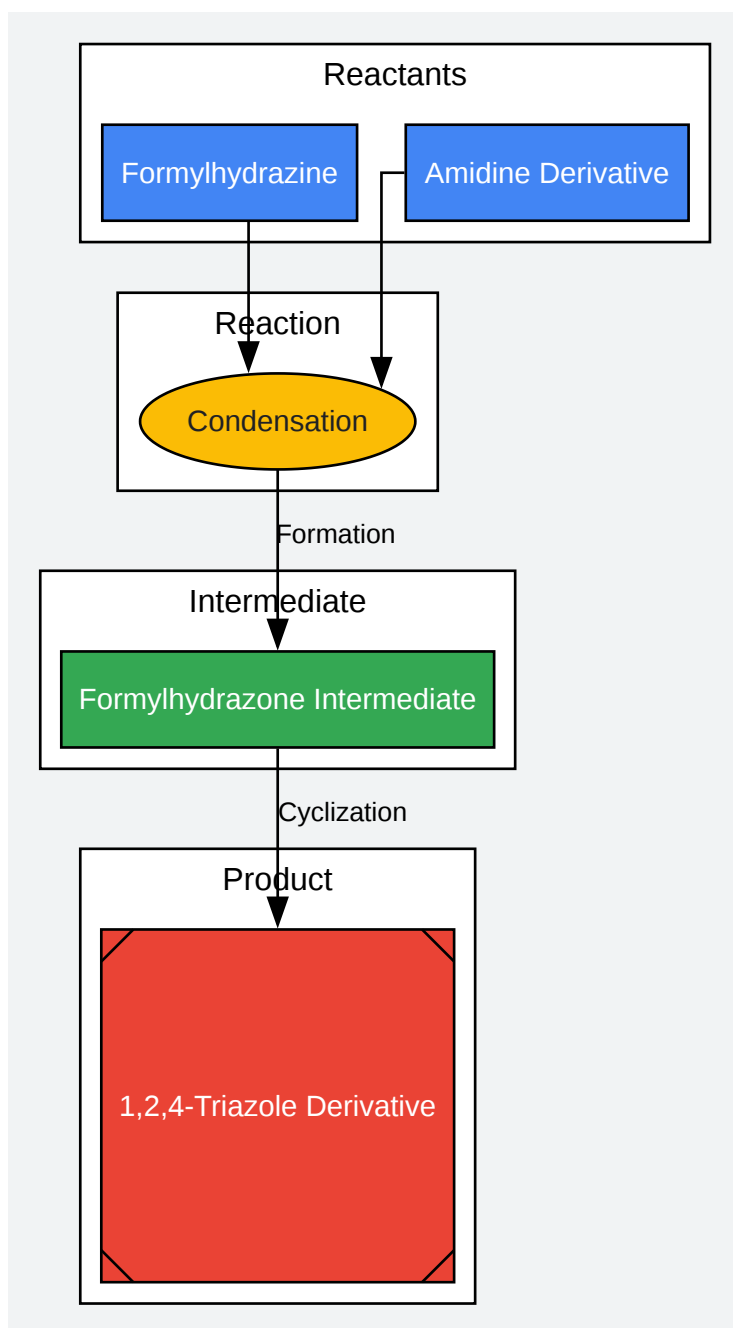 Reactants
Formylhydrazine
Amidine Derivative
Reaction
Condensation
Formation
Intermediate
Formylhydrazone Intermediate
Cyclization
Product
1,2,4-Triazole Derivative